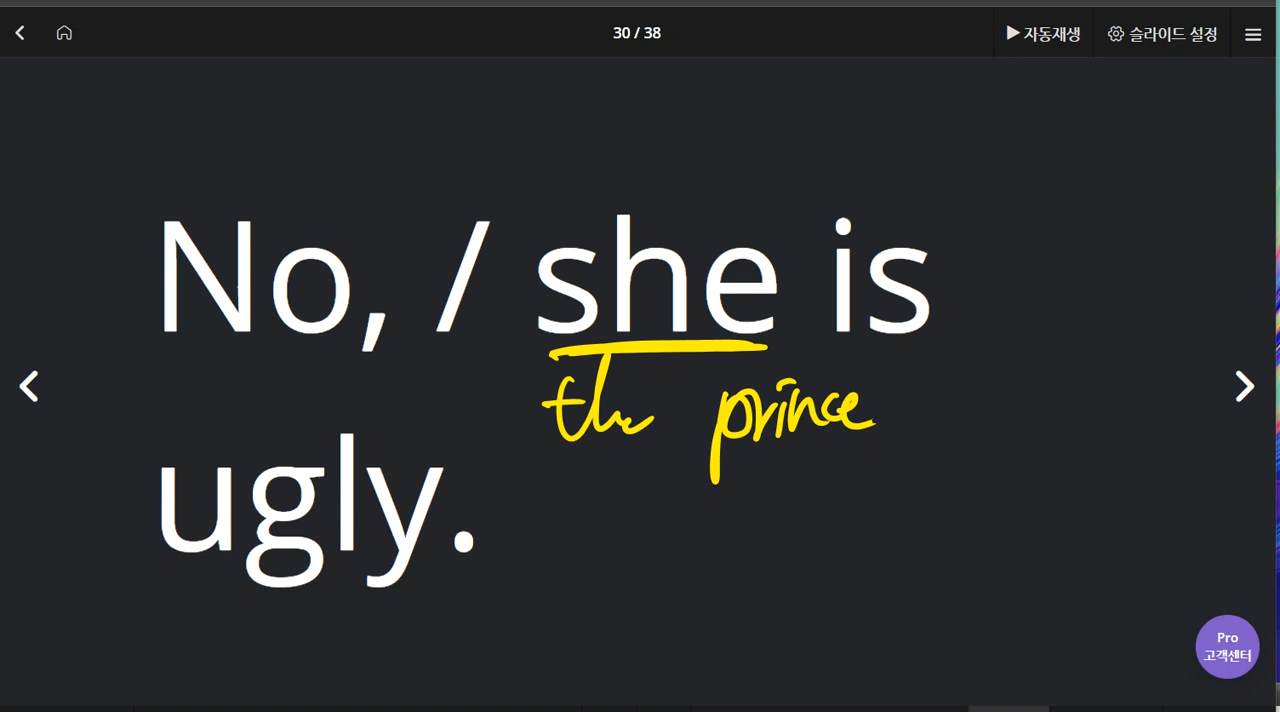 30 / 38
▶ 자동재생
슬라이드 설정
No, / she is
the prince
ugly.
Pro
고객센터